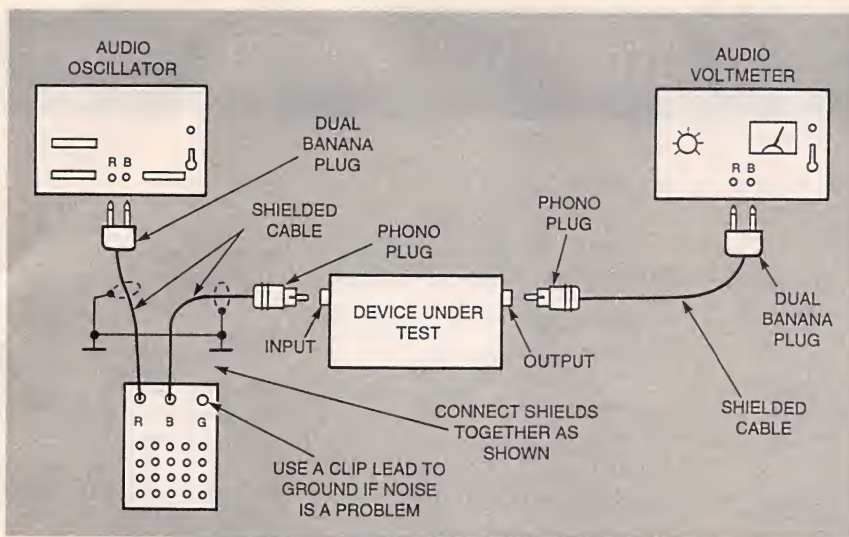 AUDIO
OSCILLATOR
R B
DUAL
BANANA
PLUG
SHIELDED
CABLE
PHONO
PLUG
INPUT
DEVICE UNDER
TEST
OUTPUT
PHONO
PLUG
AUDIO
VOLTMETER
R B
DUAL
BANANA
PLUG
SHIELDED
CABLE
CONNECT SHIELDS
TOGETHER AS
SHOWN
R B G
USE A CLIP LEAD TO
GROUND IF NOISE
IS A PROBLEM